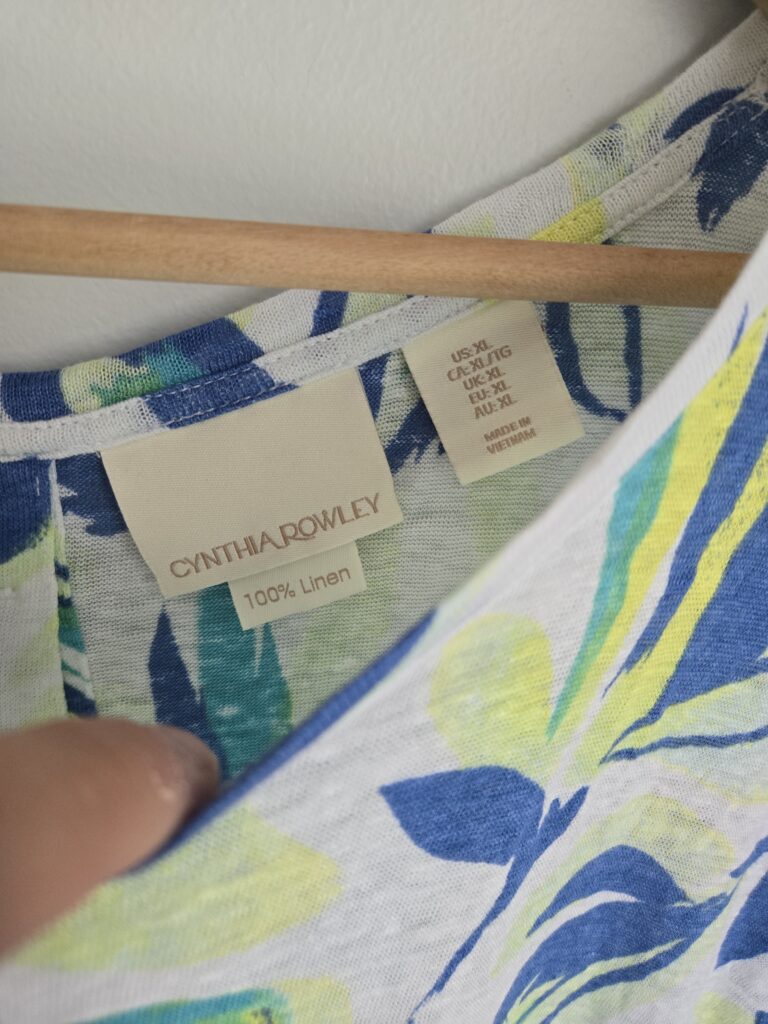 CYNTHIA ROWLEY
100% Linen
US: XL
CA: XL/TG
UK: XL
EU: XL
AU: XL
MADE IN
VIETNAM